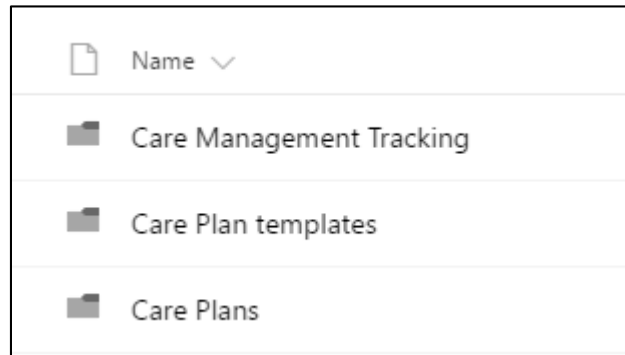 Name
Care Management Tracking
Care Plan templates
Care Plans